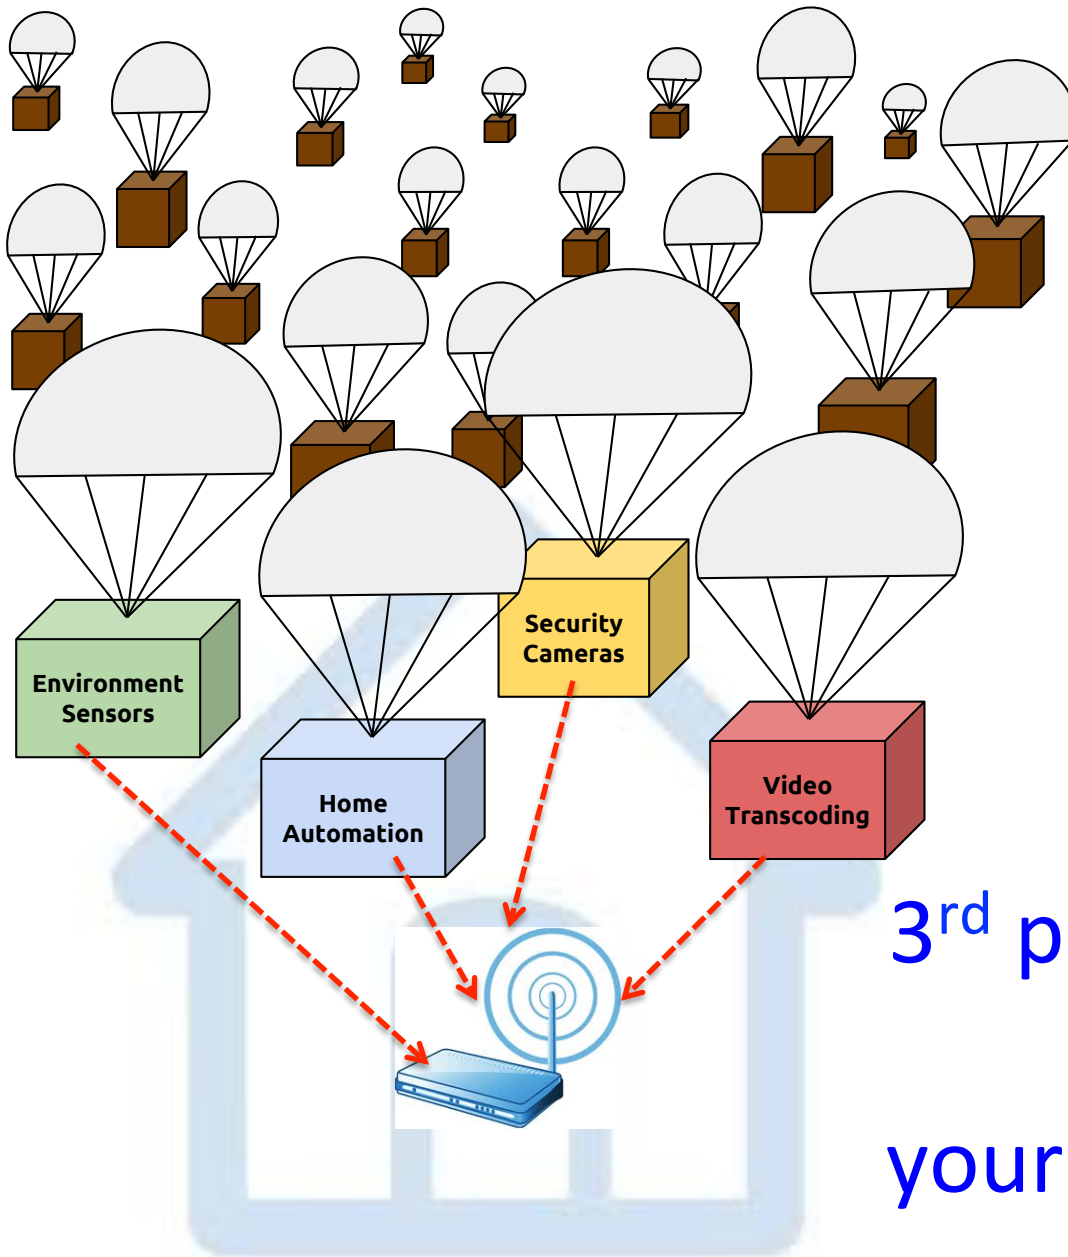 Security
Cameras
Environment
Sensors
Home
Automation
Video
Transcoding
3rd p
your